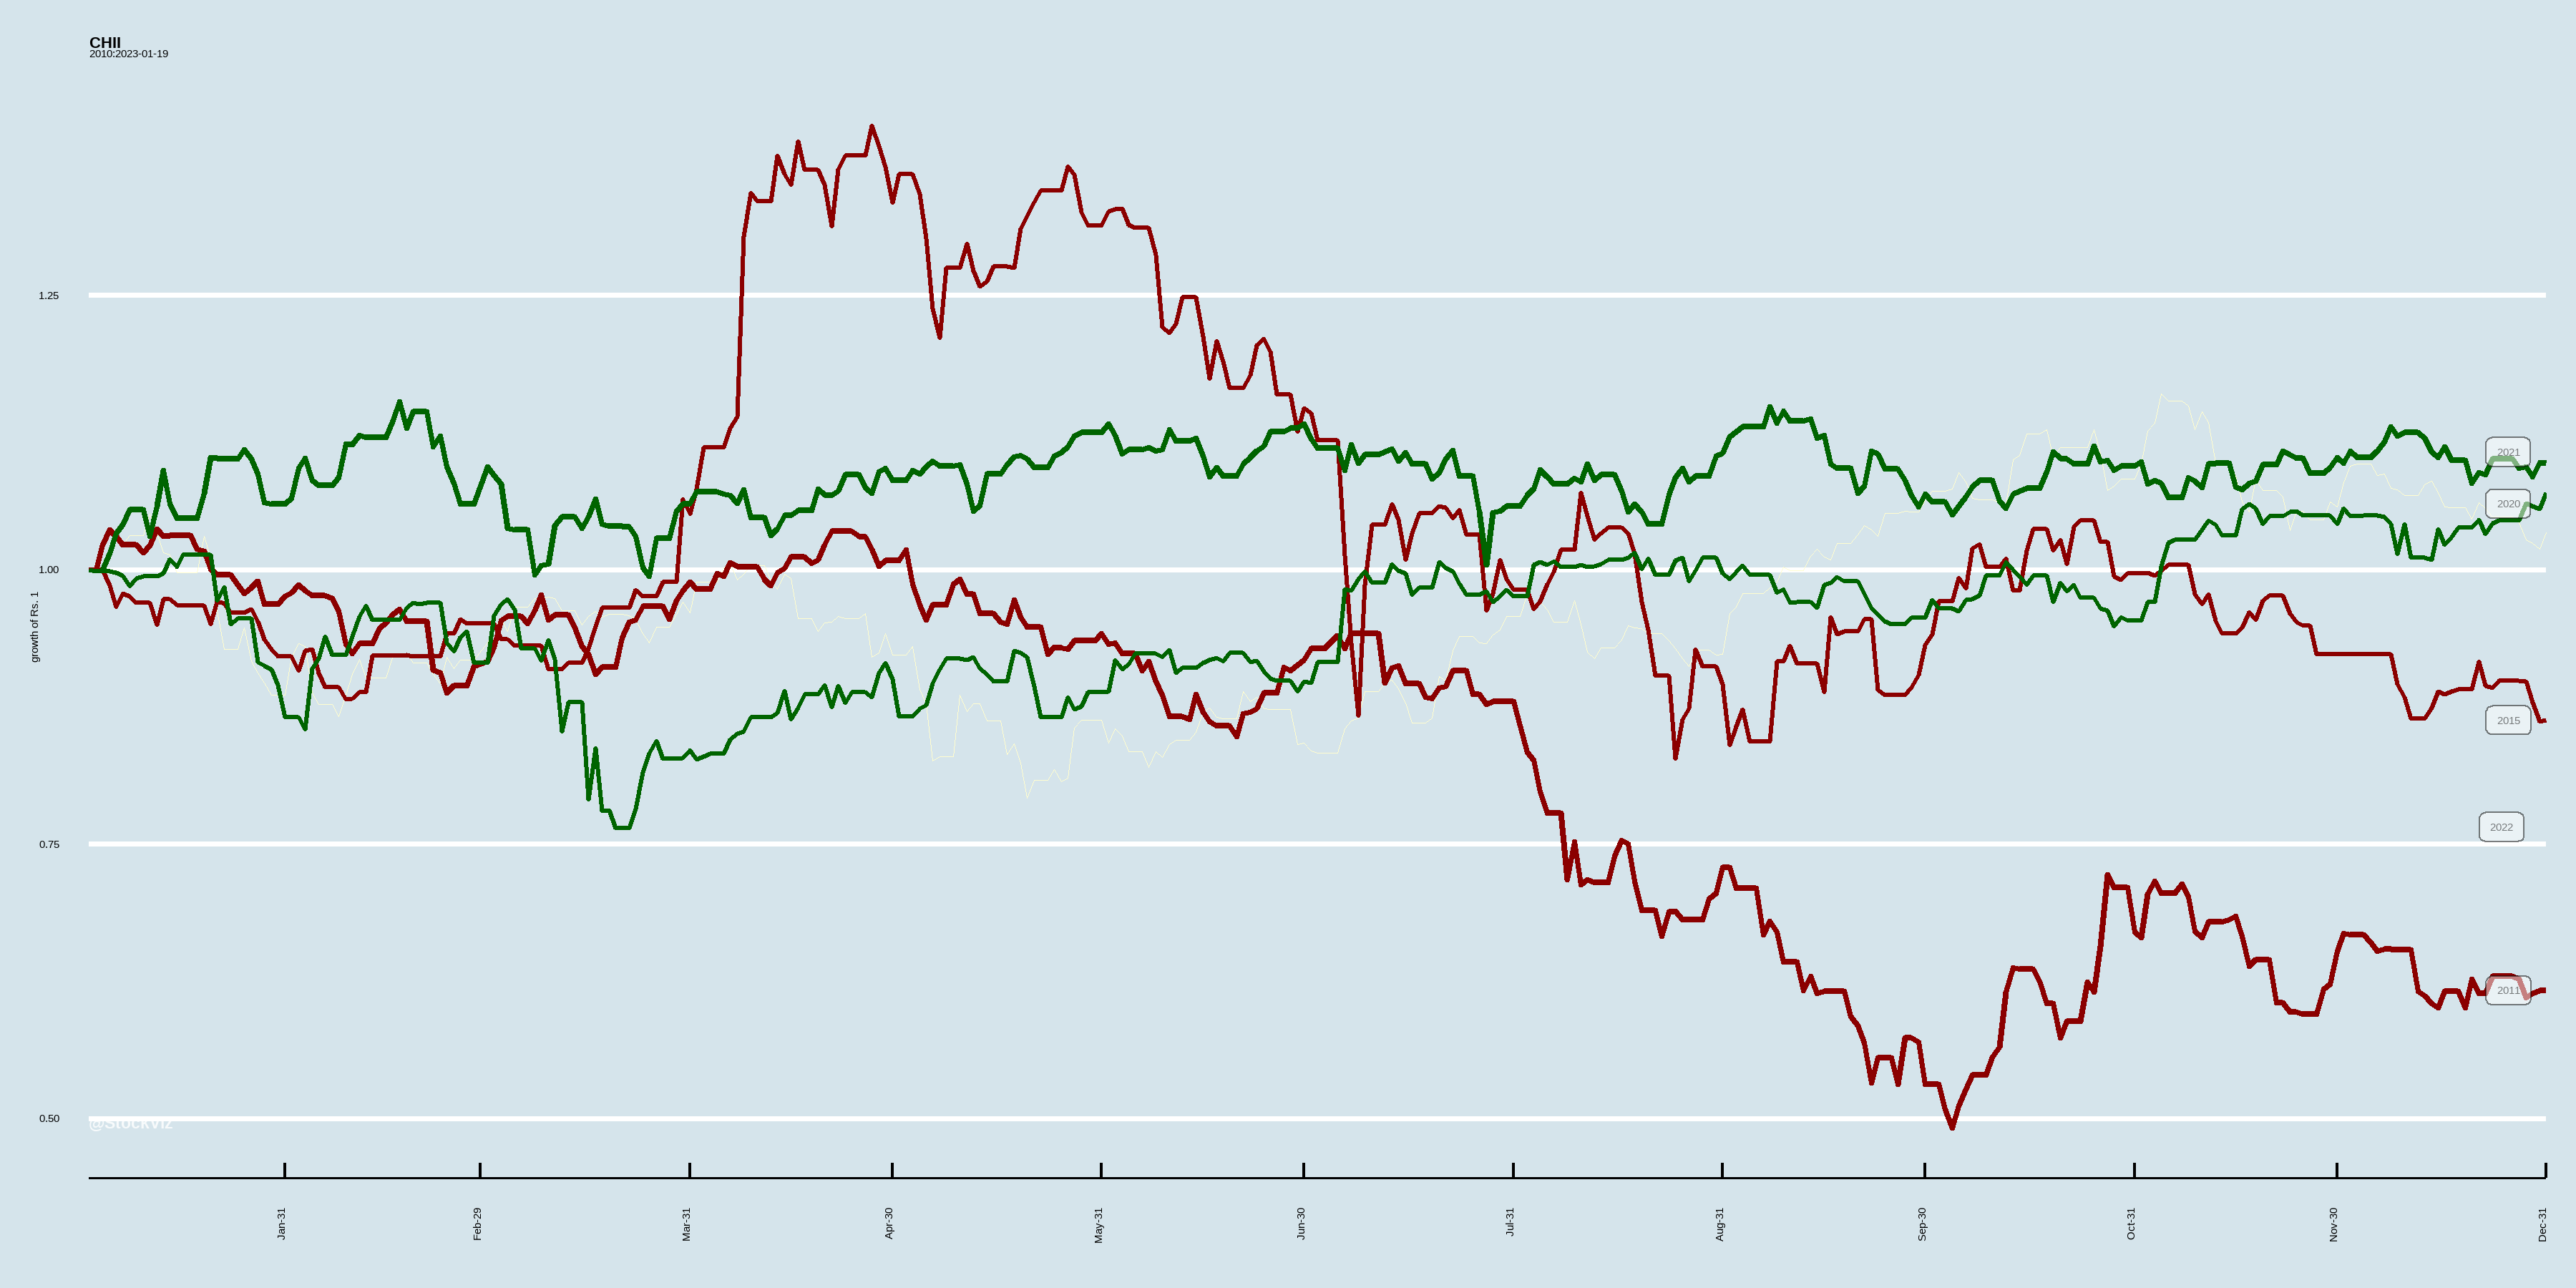 CHII
2010:2023-01-19
1.25
1.00
0.75
0.50
growth of Rs. 1
2021
2020
2015
2022
2011
@StockViz
Jan-31
Feb-29
Mar-31
Apr-30
May-31
Jun-30
Jul-31
Aug-31
Sep-30
Oct-31
Nov-30
Dec-31